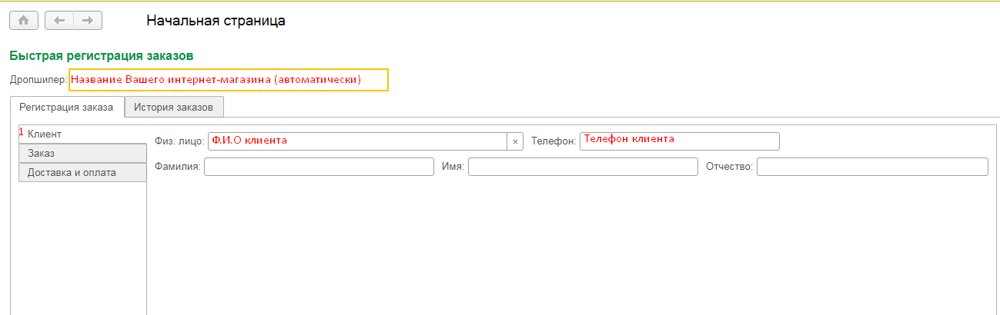 Начальная страница
Быстрая регистрация заказов
Дропшипер: Название Вашего интернет-магазина (автоматически)
Регистрация заказа История заказов
1 Клиент
Физ. лицо: Ф.И.О клиента × Телефон: Телефон клиента
Заказ
Фамилия: Имя: Отчество:
Доставка и оплата